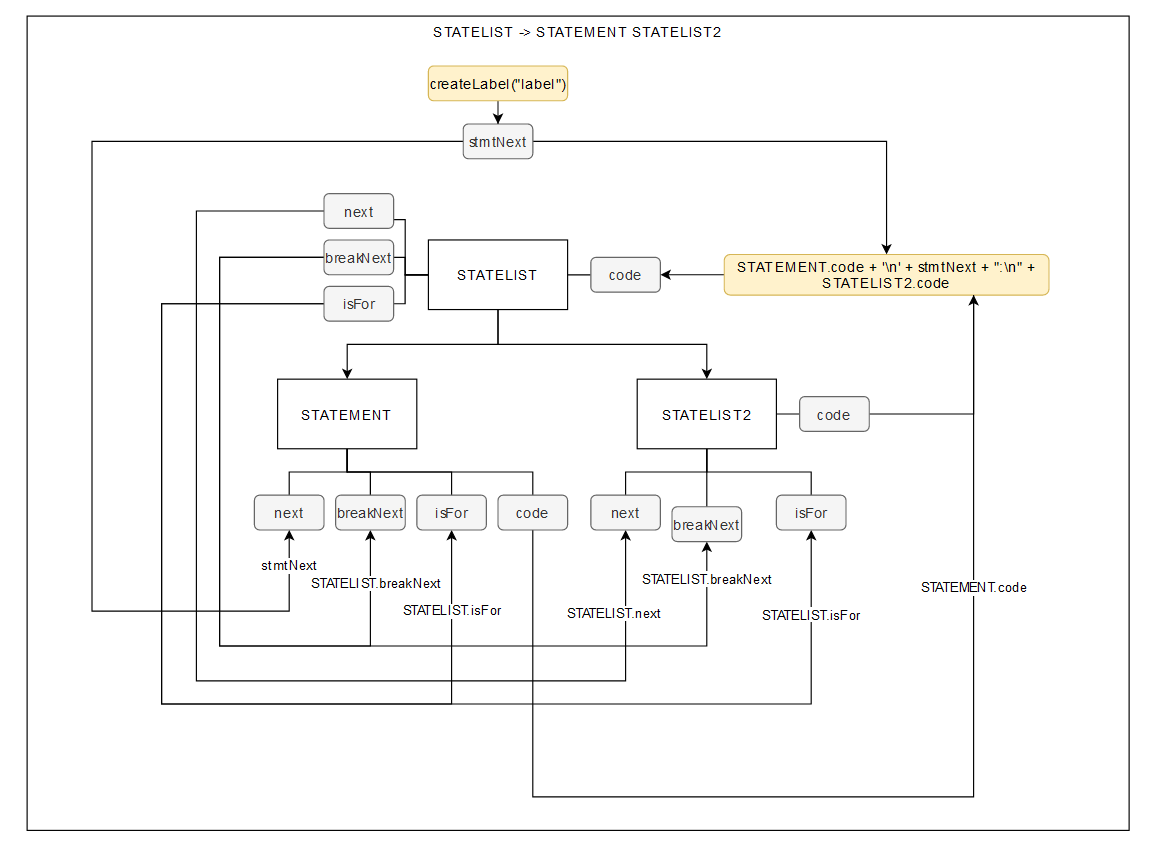 STATELIST -> STATEMENT STATELIST2
createLabel("label")
stmtNext
next
breakNext
isFor
STATELIST
code
STATEMENT.code + '\n' + stmtNext + ":\n" +
STATELIST2.code
STATEMENT
STATELIST2
code
next
breakNext
isFor
code
next
breakNext
isFor
stmtNext
STATELIST.breakNext
STATELIST.isFor
STATELIST.breakNext
STATELIST.next
STATELIST.isFor
STATEMENT.code